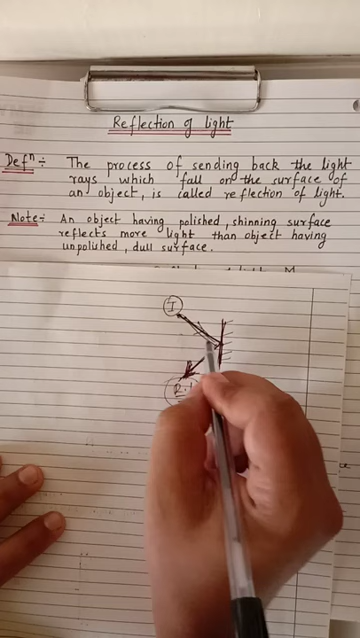 Reflection of light
Defn:- The process of sending back the light
rays which fall on the surface of
an object, is called reflection of light.
Note:- An object having polished, shinning surface
reflects more light than object having
unpolished, dull surface.
I
R